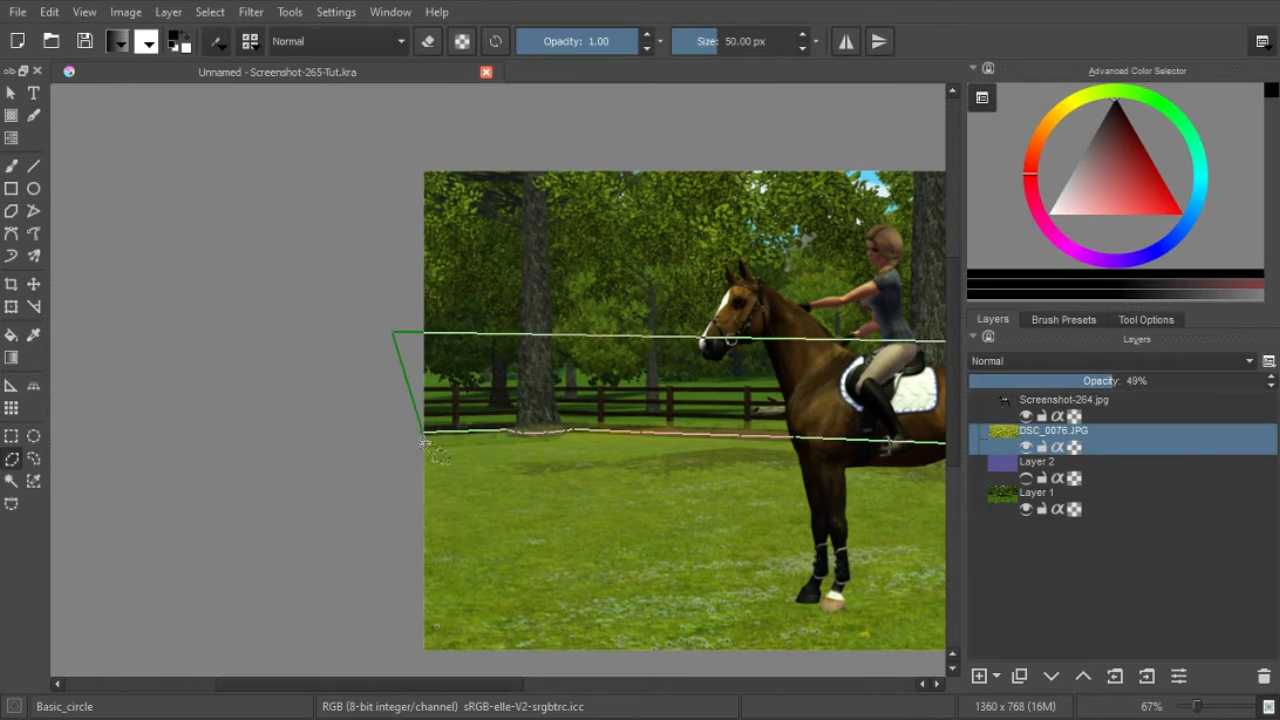 File Edit View Image Layer Select Filter Tools Settings Window Help
Normal
Opacity: 1.00
Size: 50.00 px
Unnamed - Screenshot-265-Tut.kra
Advanced Color Selector
Layers Brush Presets Tool Options
Layers
Normal
Opacity: 49%
Screenshot-264.jpg
DSC_0076.JPG
Layer 2
Layer 1
Basic_circle
RGB (8-bit integer/channel) sRGB-elle-V2-srgbtrc.icc
1360 x 768 (16M)
67%